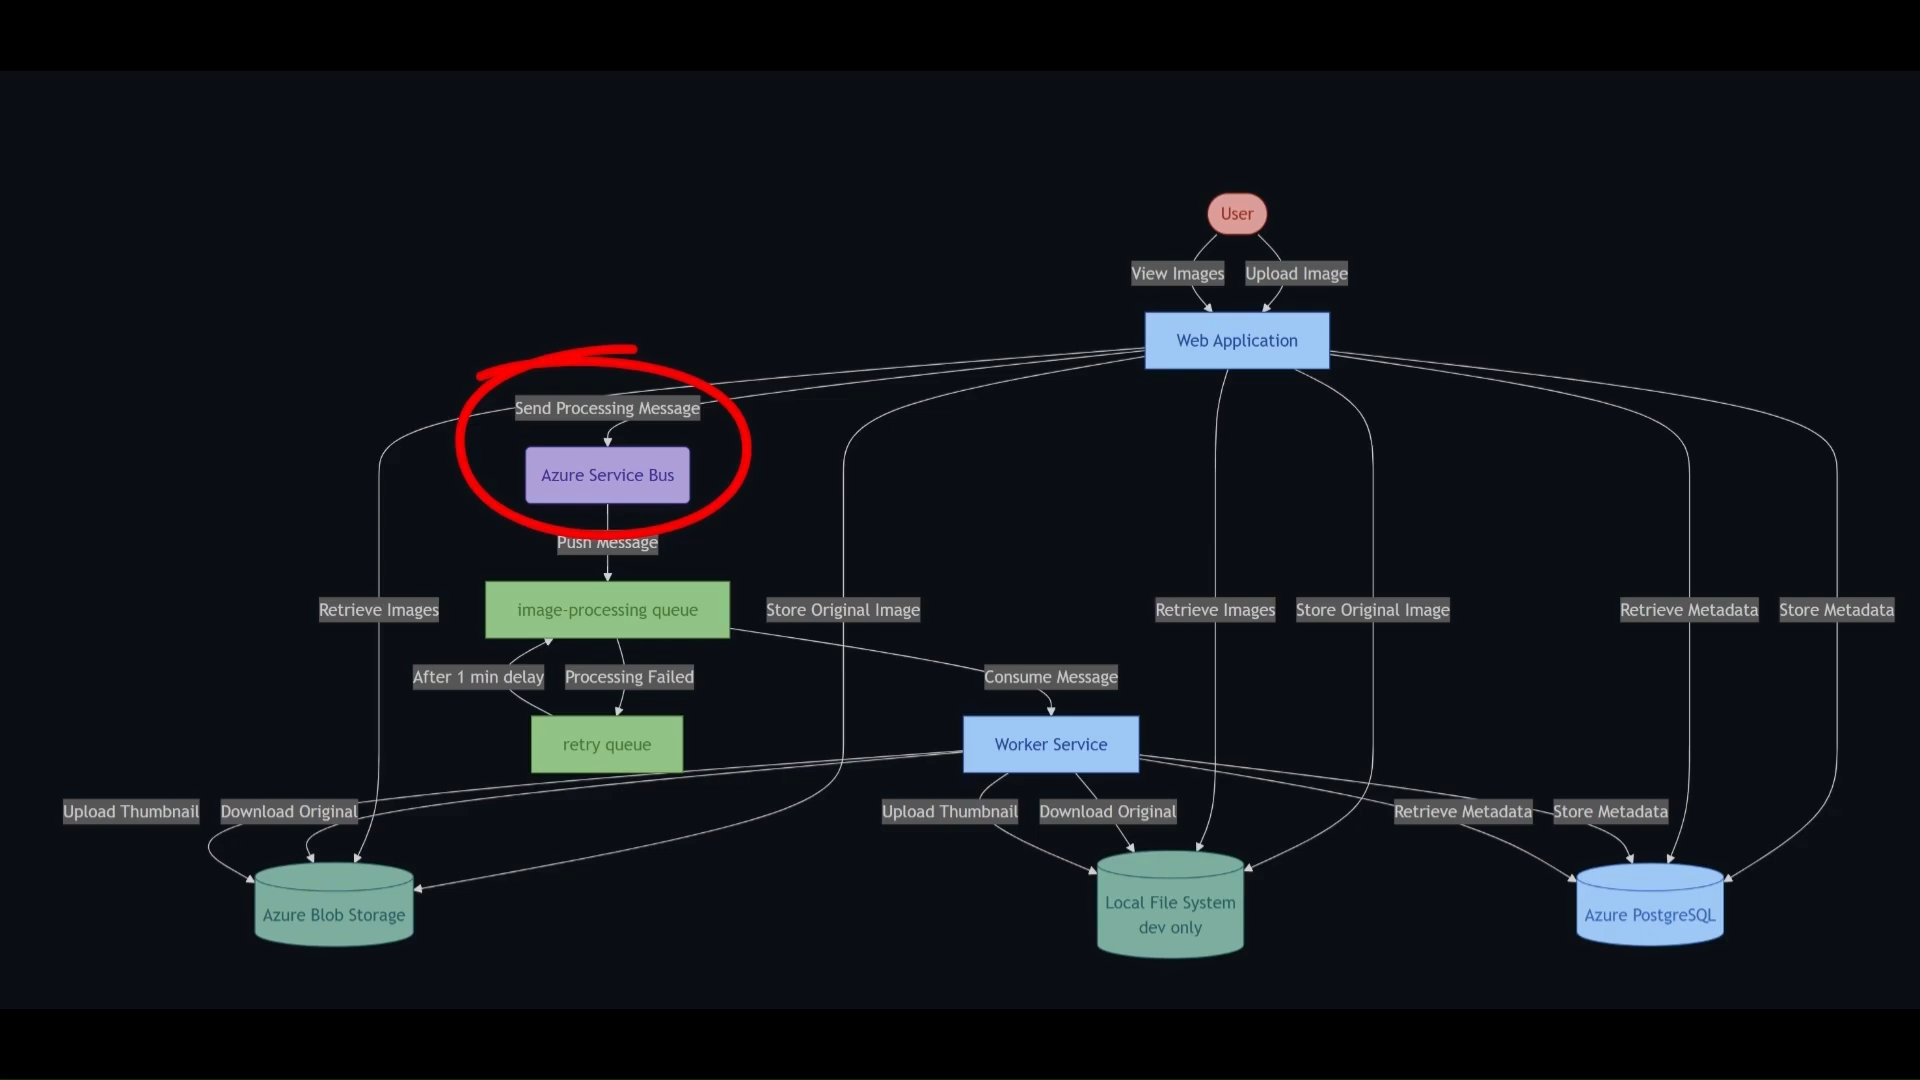 User
View Images
Upload Image
Web Application
Send Processing Message
Azure Service Bus
Push Message
Retrieve Images
image-processing queue
Store Original Image
Retrieve Images
Store Original Image
Retrieve Metadata
Store Metadata
After 1 min delay
Processing Failed
Consume Message
retry queue
Worker Service
Upload Thumbnail
Download Original
Upload Thumbnail
Download Original
Retrieve Metadata
Store Metadata
Azure Blob Storage
Local File System
dev only
Azure PostgreSQL